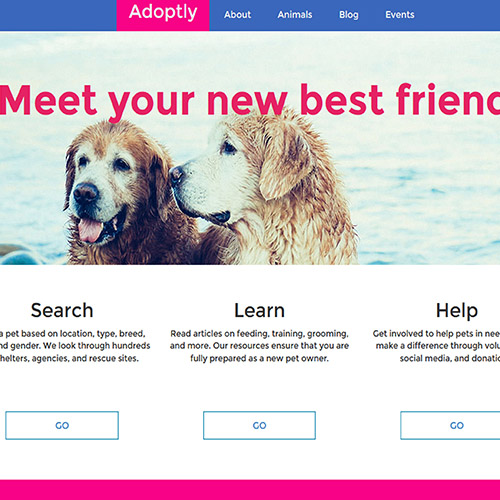 Adoptly About Animals Blog Events
Meet your new best frien
Search
a pet based on location, type, breed,
nd gender. We look through hundreds
helters, agencies, and rescue sites.
GO
Learn
Read articles on feeding, training, grooming,
and more. Our resources ensure that you are
fully prepared as a new pet owner.
GO
Help
Get involved to help pets in nee
make a difference through volu
social media, and donatio
GO